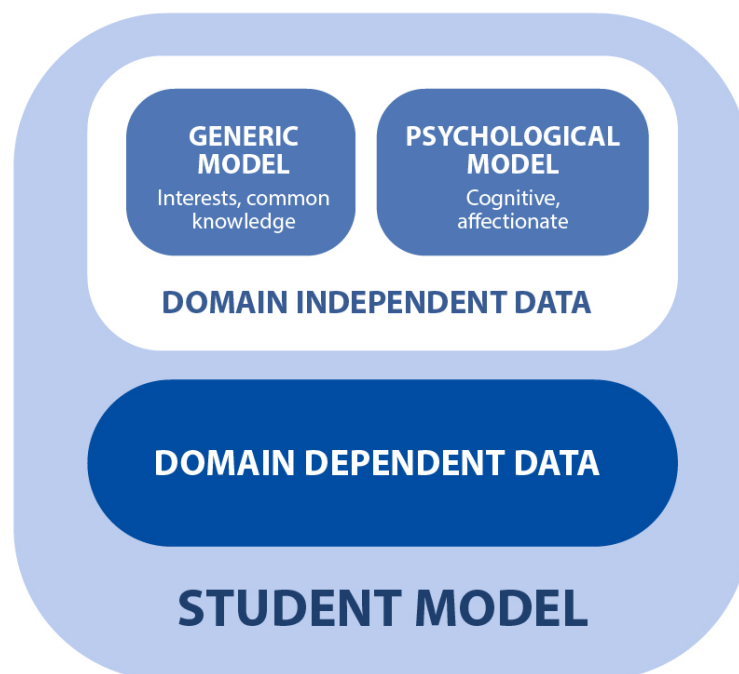 GENERIC
MODEL
Interests, common
knowledge
PSYCHOLOGICAL
MODEL
Cognitive,
affectionate
DOMAIN INDEPENDENT DATA
DOMAIN DEPENDENT DATA
STUDENT MODEL